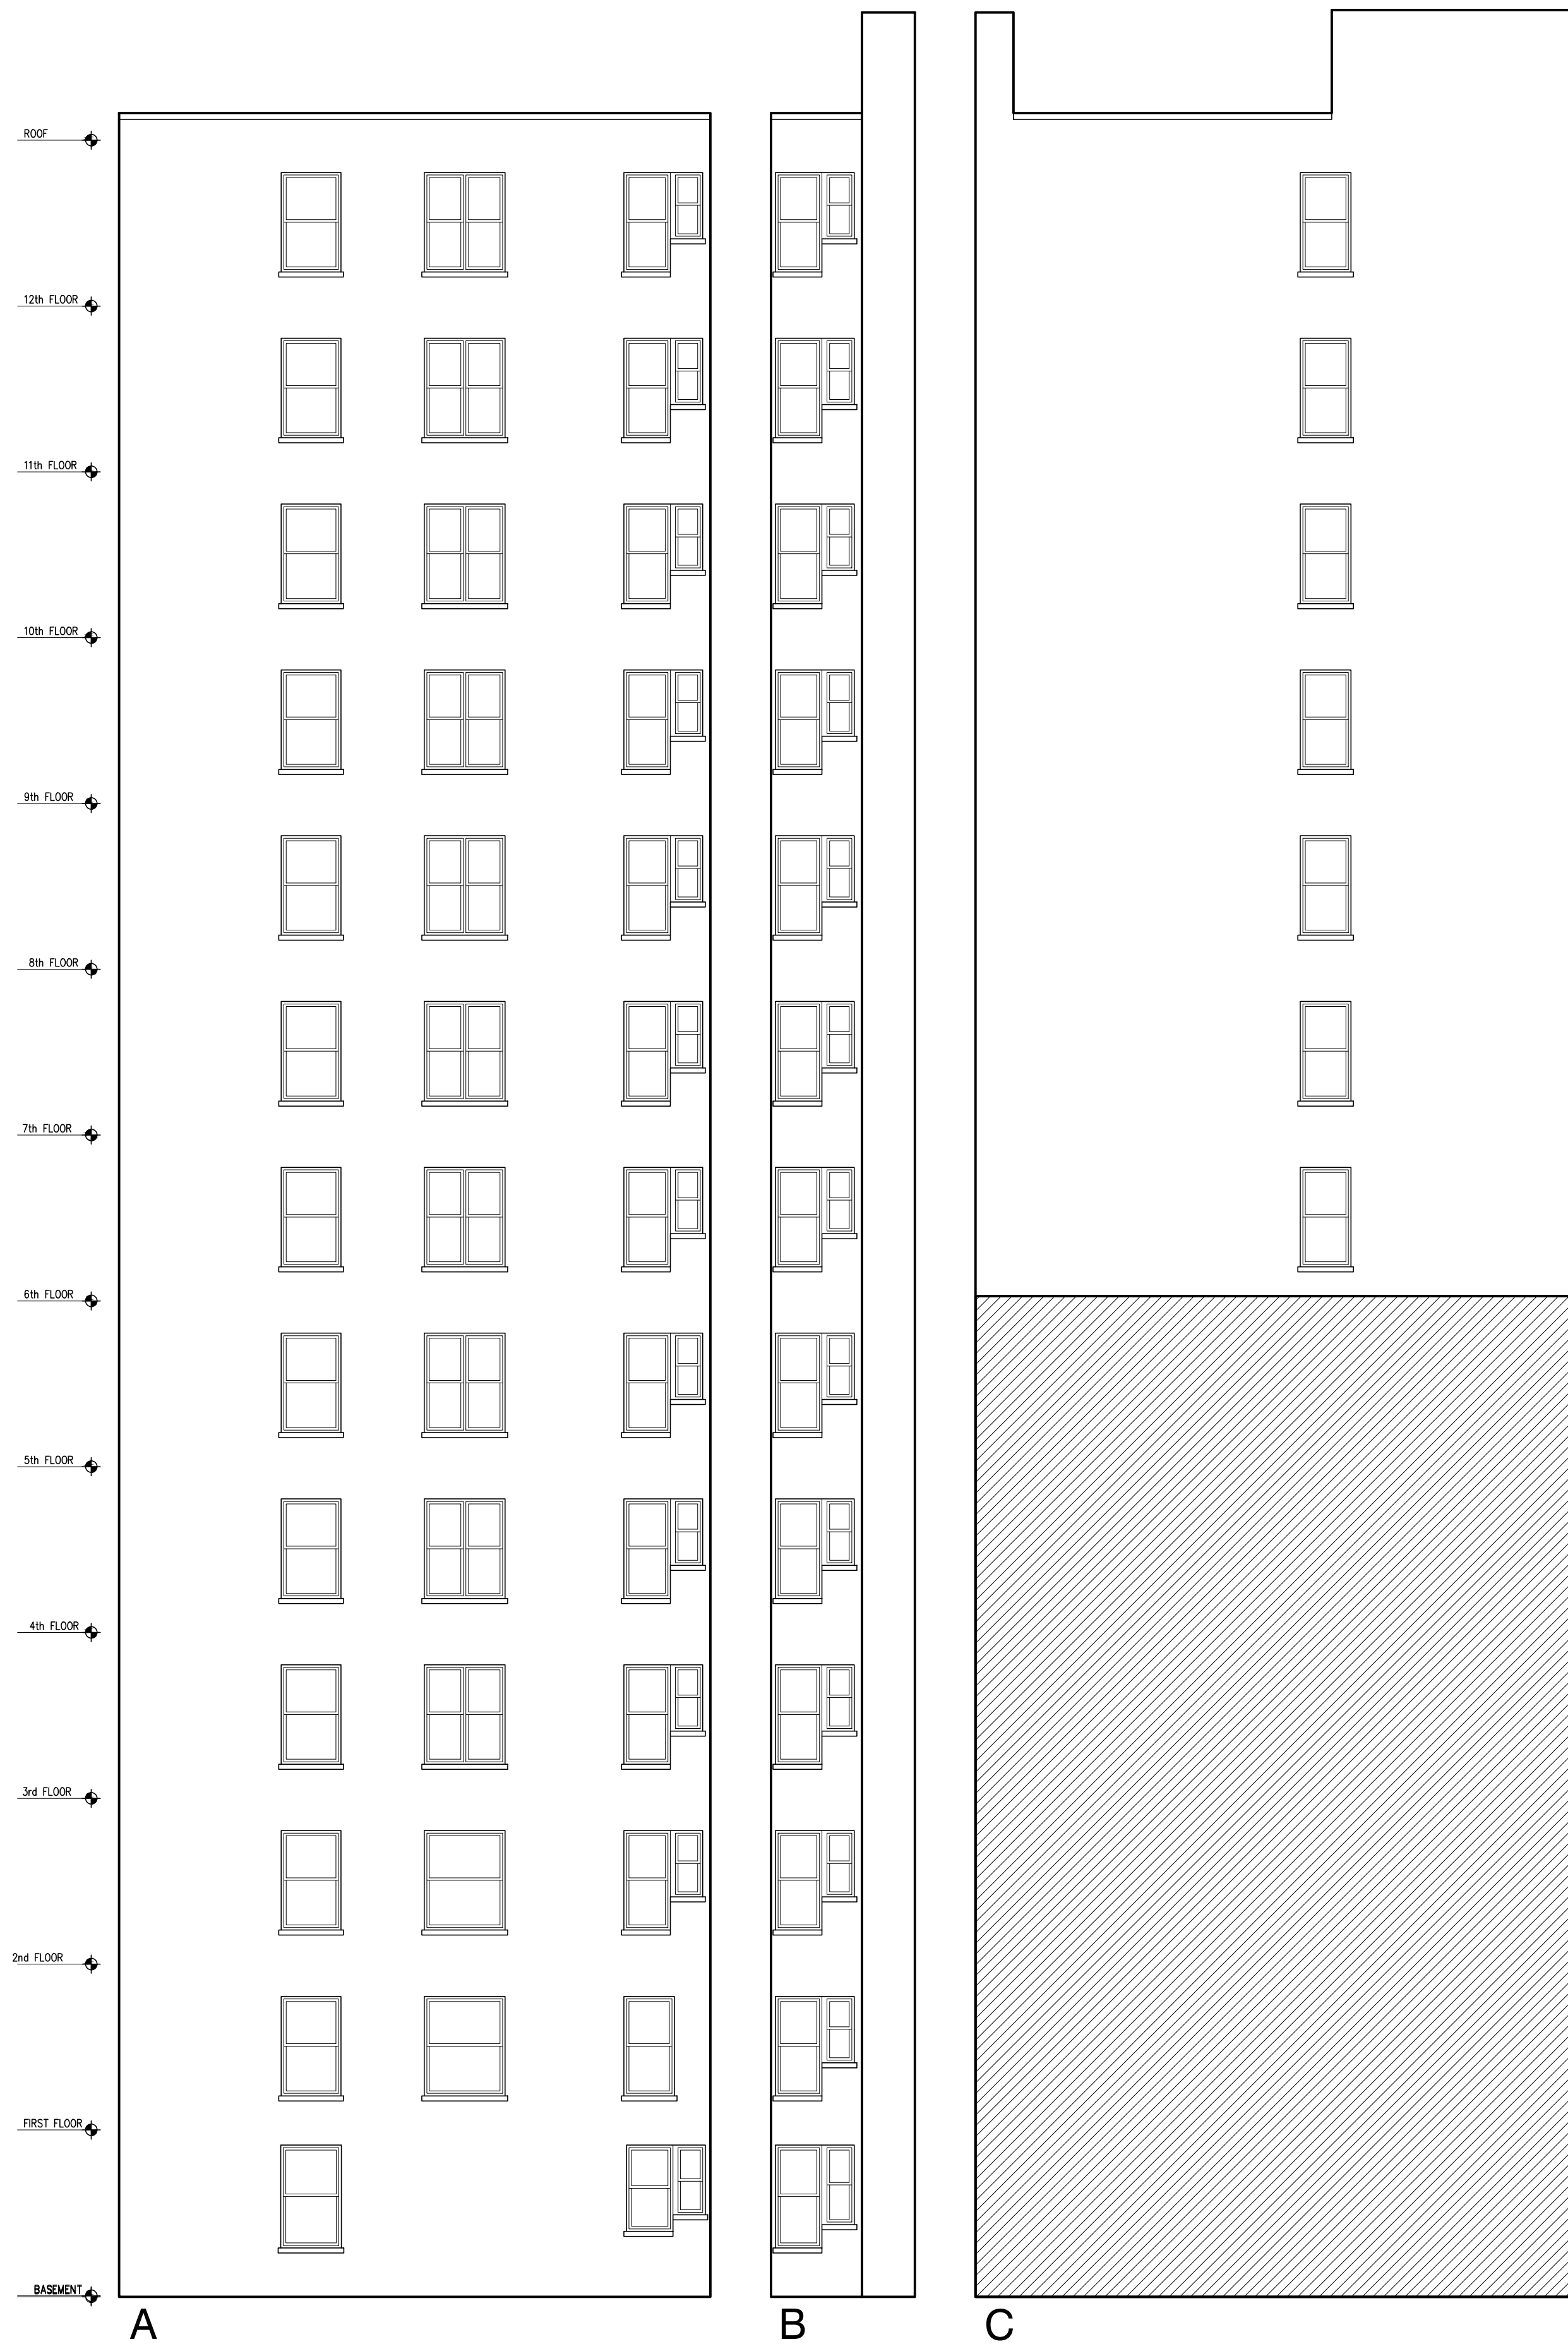 ROOF
12th FLOOR
11th FLOOR
10th FLOOR
9th FLOOR
8th FLOOR
7th FLOOR
6th FLOOR
5th FLOOR
4th FLOOR
3rd FLOOR
2nd FLOOR
FIRST FLOOR
BASEMENT
A
B
C